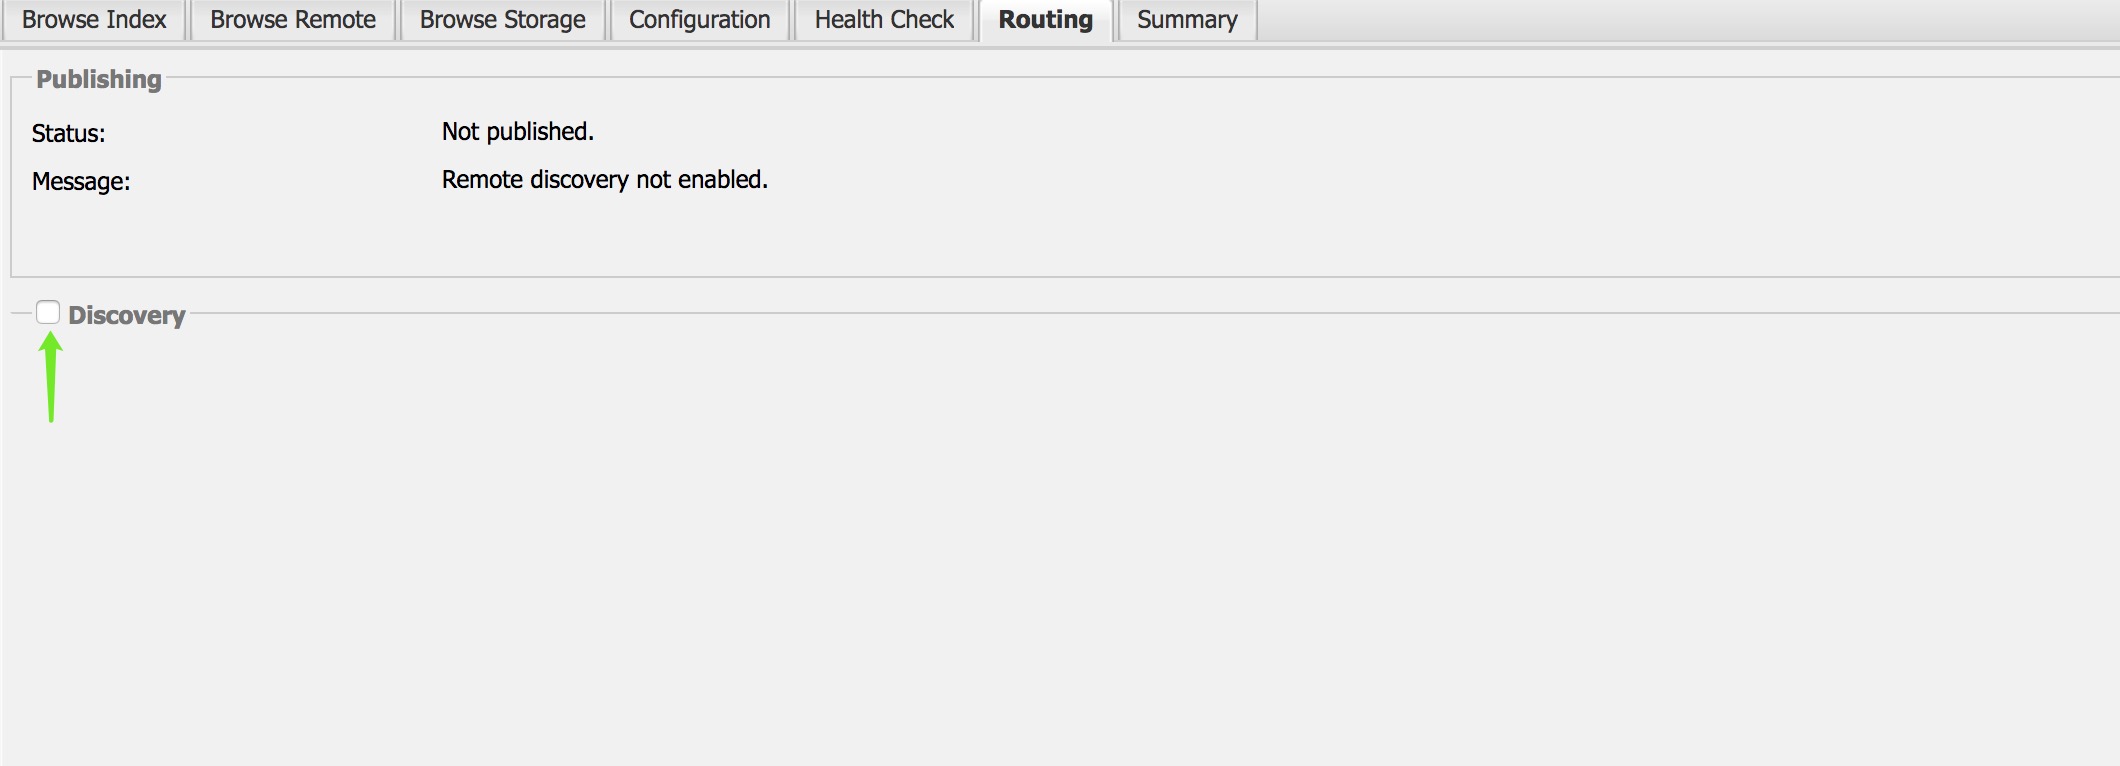 Browse Index Browse Remote Browse Storage Configuration Health Check Routing Summary
Publishing
Status: Not published.
Message: Remote discovery not enabled.
Discovery